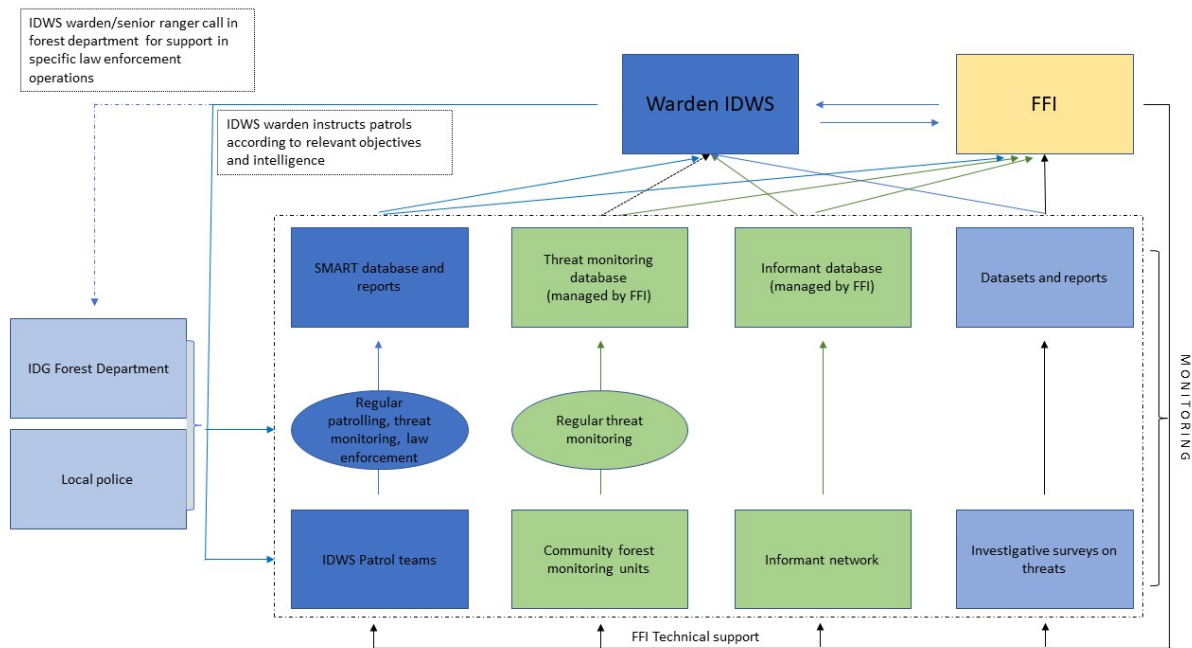 IDWS warden/senior ranger call in
forest department for support in
specific law enforcement
operations
Warden IDWS
FFI
IDWS warden instructs patrols
according to relevant objectives
and intelligence
SMART database and
reports
Threat monitoring
database
(managed by FFI)
Informant database
(managed by FFI)
Datasets and reports
IDG Forest Department
Local police
Regular
patrolling, threat
monitoring, law
enforcement
Regular threat
monitoring
MONITORING
IDWS Patrol teams
Community forest
monitoring units
Informant network
Investigative surveys on
threats
FFI Technical support